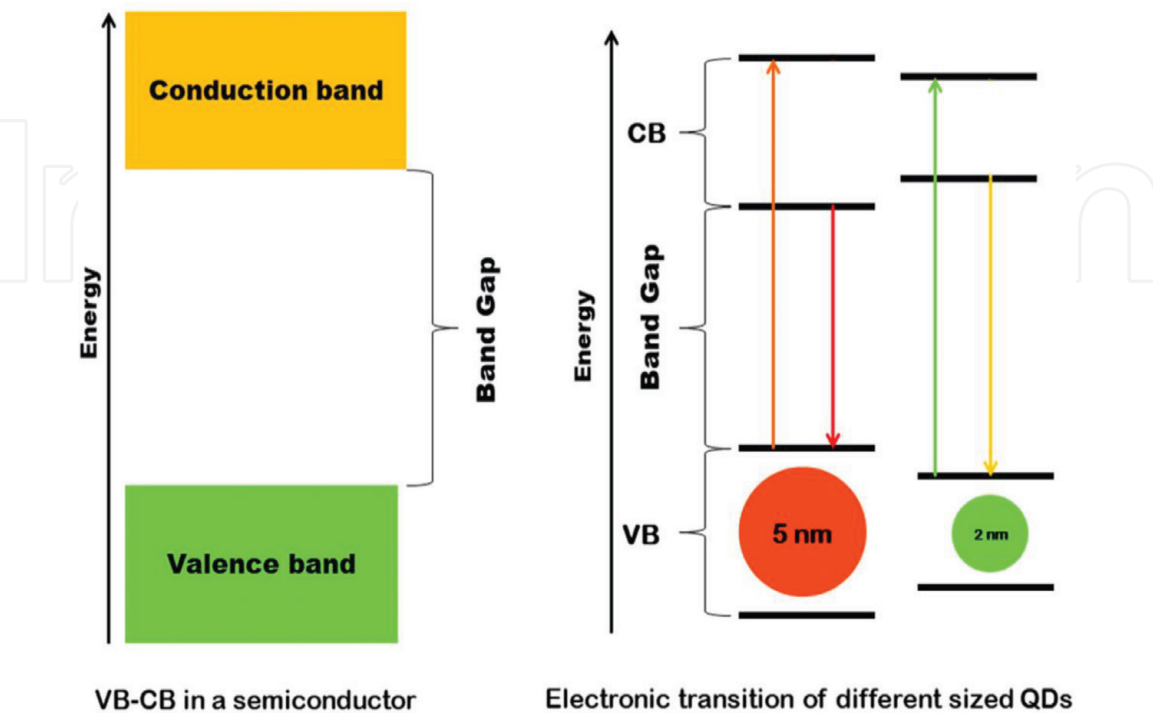 Conduction band
Energy
Band Gap
Valence band
VB-CB in a semiconductor
CB
Energy
Band Gap
VB
5 nm
2 nm
Electronic transition of different sized QDs